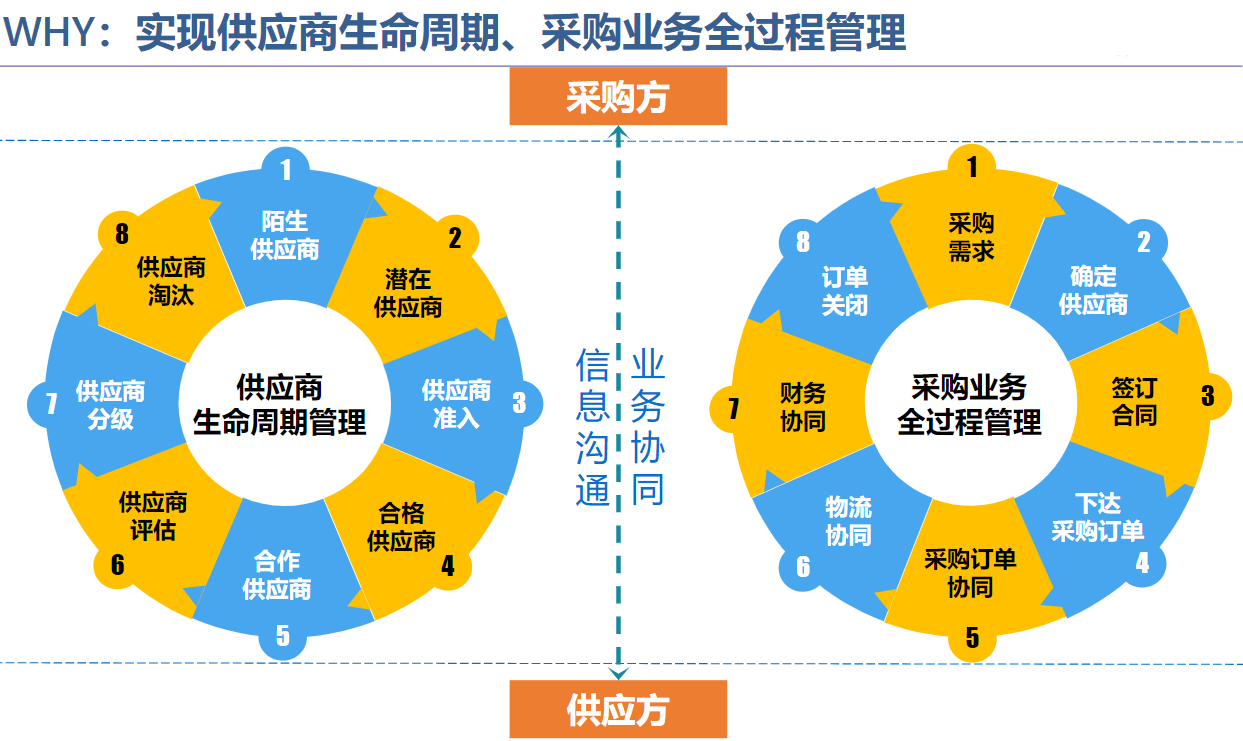 WHY：实现供应商生命周期、采购业务全过程管理
采购方
1
陌生
供应商
2
潜在
供应商
3
供应商
准入
4
合格
供应商
5
合作
供应商
6
供应商
评估
7
供应商
分级
8
供应商
淘汰
供应商
生命周期管理
信息沟通
业务协同
1
采购
需求
2
确定
供应商
3
签订
合同
4
下达
采购订单
5
采购订单
协同
6
物流
协同
7
财务
协同
8
订单
关闭
采购业务
全过程管理
供应方